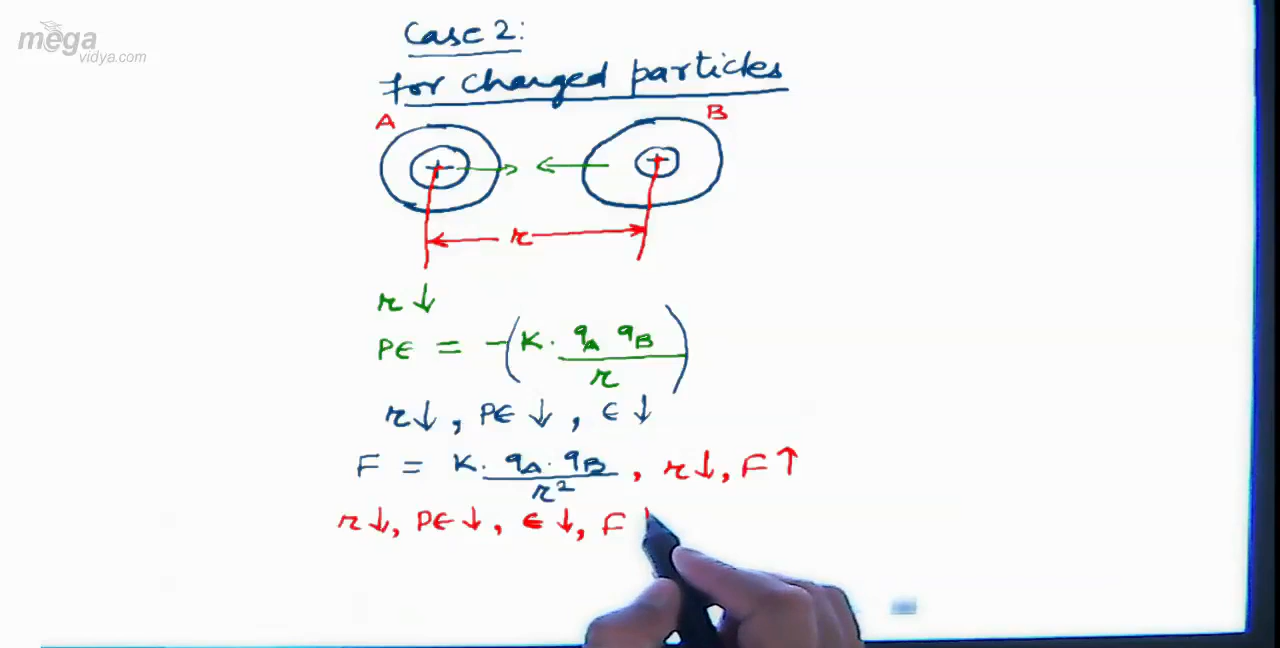 mega
vidya.com
Case 2:
for charged particles
A
B
+
+
r
r ↓
PE = -(K. qA qB / r)
r↓, PE ↓, E ↓
F = K. qA. qB / r², r↓, F↑
r↓, PE↓, E↓, F